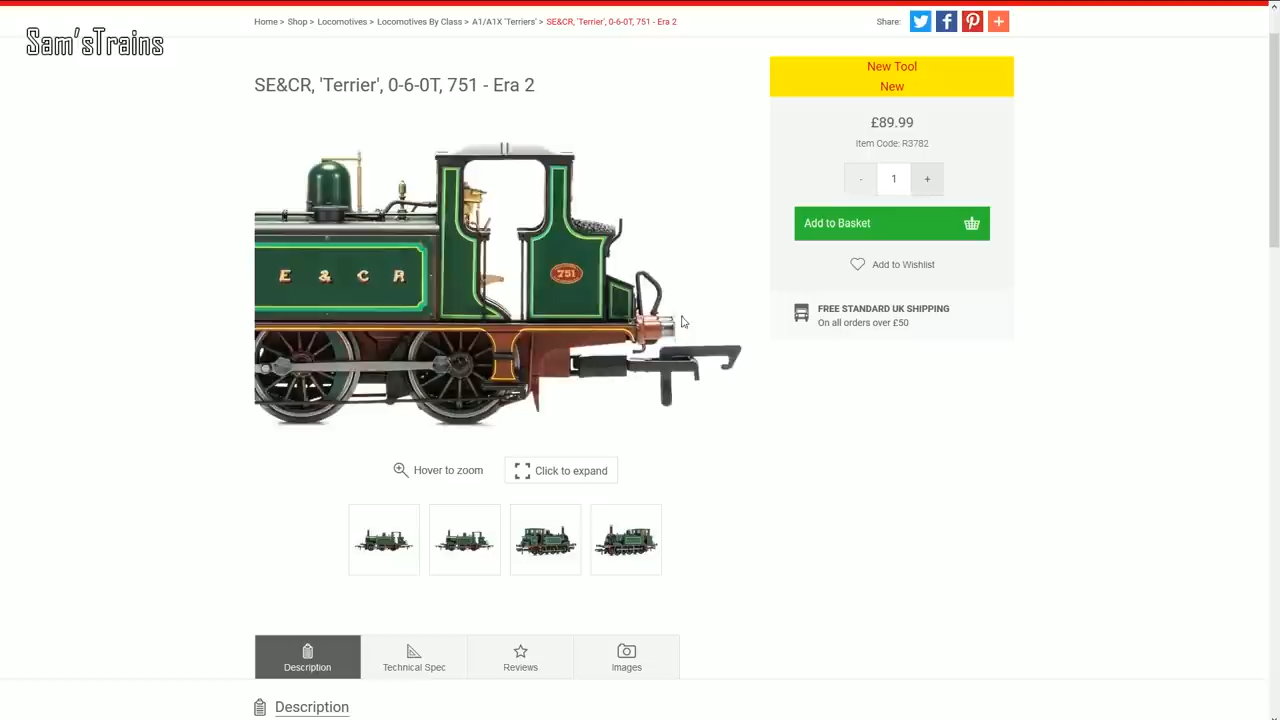 Home > Shop > Locomotives > Locomotives By Class > A1/A1X 'Terriers' > SE&CR, 'Terrier', 0-6-0T, 751 - Era 2
Share:
Sam'sTrains
SE&CR, 'Terrier', 0-6-0T, 751 - Era 2
New Tool
New
£89.99
Item Code: R3782
- 1 +
Add to Basket
Add to Wishlist
FREE STANDARD UK SHIPPING
On all orders over £50
E & C R
751
Hover to zoom
Click to expand
Description
Technical Spec
Reviews
Images
Description